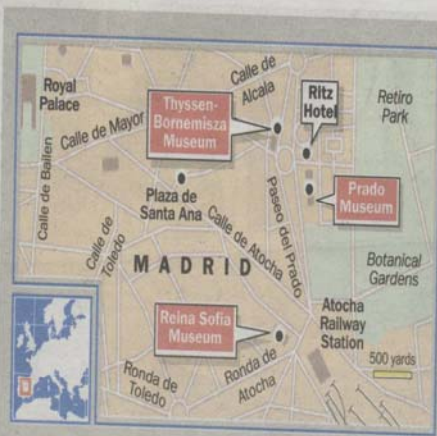 Royal
Palace
Calle de Bailen
Calle de Mayor
Calle de
Alcala
Thyssen-
Bornemisza
Museum
Ritz
Hotel
Retiro
Park
Plaza de
Santa Ana
Paseo del Prado
Prado
Museum
Calle de
Toledo
Calle de Atocha
MADRID
Botanical
Gardens
Reina Sofia
Museum
Atocha
Railway
Station
500 yards
Ronda de
Toledo
Ronda de
Atocha